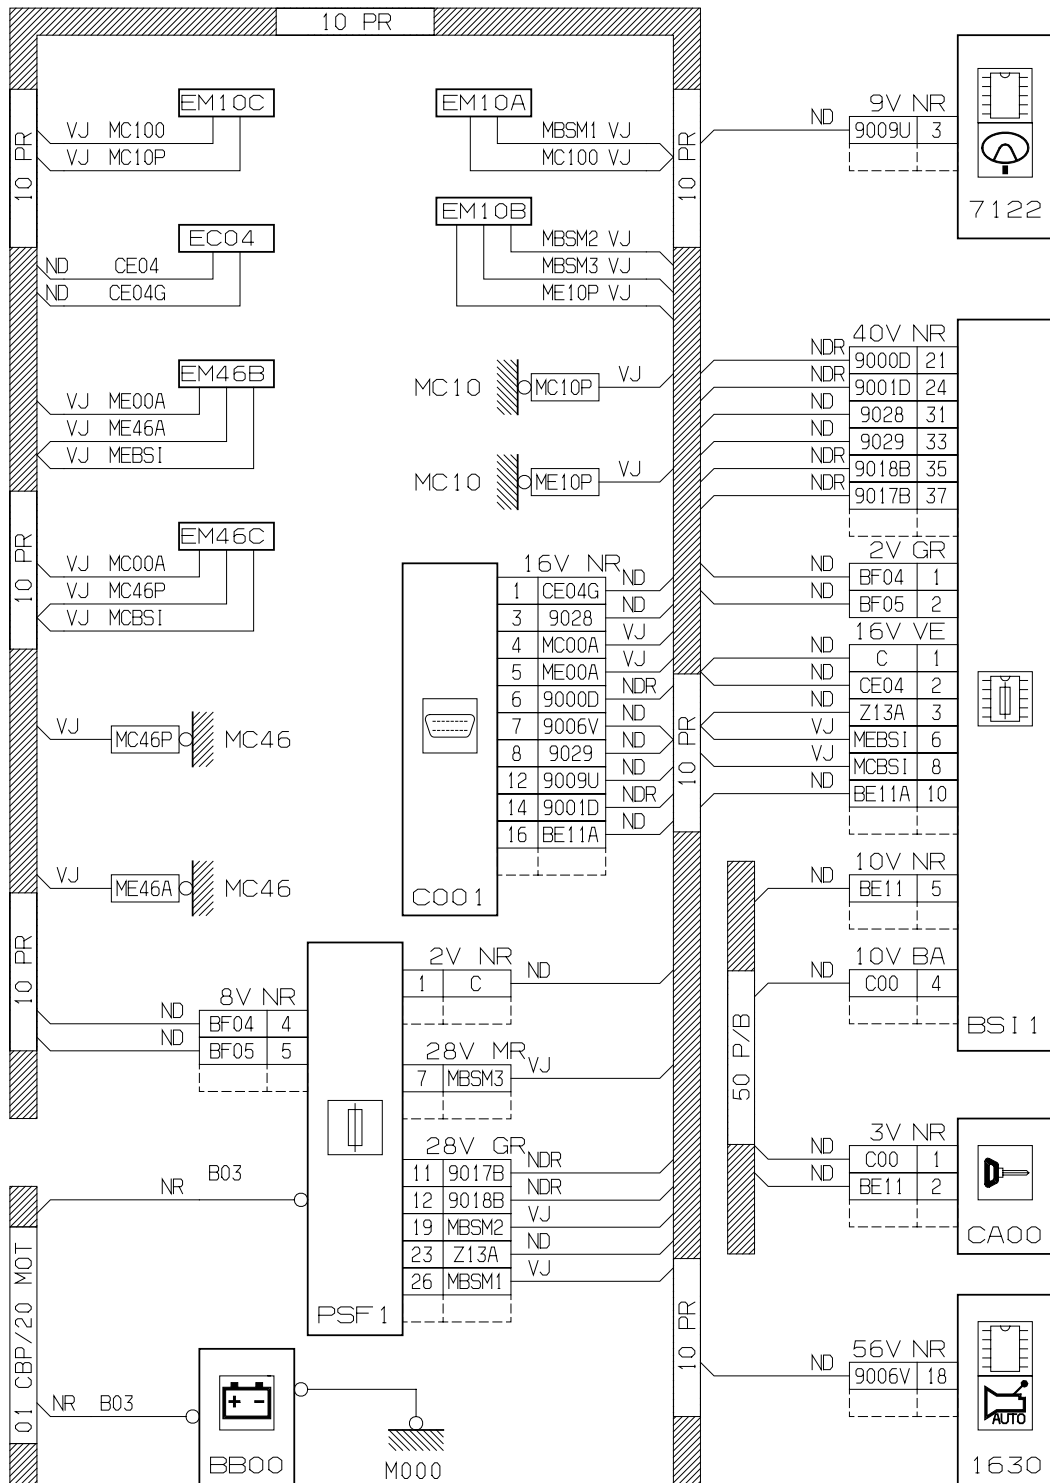 10 PR
EM10C
VJ MC100
VJ MC10P
10 PR
EM10A
MBSM1 VJ
MC100 VJ
10 PR
ND
9V NR
9009U 3
7122
EC04
ND CE04
ND CE04G
EM10B
MBSM2 VJ
MBSM3 VJ
ME10P VJ
EM46B
VJ ME00A
VJ ME46A
VJ MEBSI
MC10
MC10P
VJ
MC10
ME10P
VJ
40V NR
NDR 9000D 21
NDR 9001D 24
ND 9028 31
ND 9029 33
NDR 9018B 35
NDR 9017B 37
2V GR
ND BF04 1
ND BF05 2
16V VE
ND C 1
ND CE04 2
ND Z13A 3
VJ MEBSI 6
VJ MCBSI 8
ND BE11A 10
10V NR
ND BE11 5
10V BA
ND C00 4
BSI1
10 PR
EM46C
VJ MC00A
VJ MC46P
VJ MCBSI
16V NR
1 CE04G ND
3 9028 ND
4 MC00A VJ
5 ME00A VJ
6 9000D NDR
7 9006V ND
8 9029 ND
12 9009U ND
14 9001D NDR
16 BE11A ND
C001
10 PR
VJ
MC46P
MC46
VJ
ME46A
MC46
10 PR
8V NR
ND BF04 4
ND BF05 5
2V NR
1 C ND
28V MR
7 MBSM3 VJ
28V GR
11 9017B NDR
12 9018B NDR
19 MBSM2 VJ
23 Z13A ND
26 MBSM1 VJ
PSF1
50 P/B
3V NR
ND C00 1
ND BE11 2
CA00
B03
NR
01 CBP/20 MOT
NR B03
+ -
BB00
M000
10 PR
56V NR
ND 9006V 18
AUTO
1630